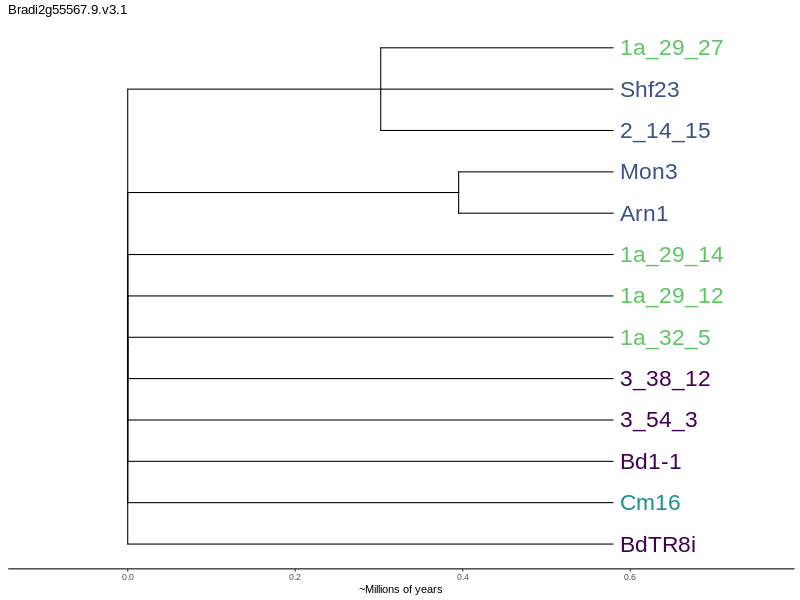 Bradi2g55567.9.v3.1
1a_29_27
Shf23
2_14_15
Mon3
Arn1
1a_29_14
1a_29_12
1a_32_5
3_38_12
3_54_3
Bd1-1
Cm16
BdTR8i
0.0 0.2 0.4 0.6
~Millions of years